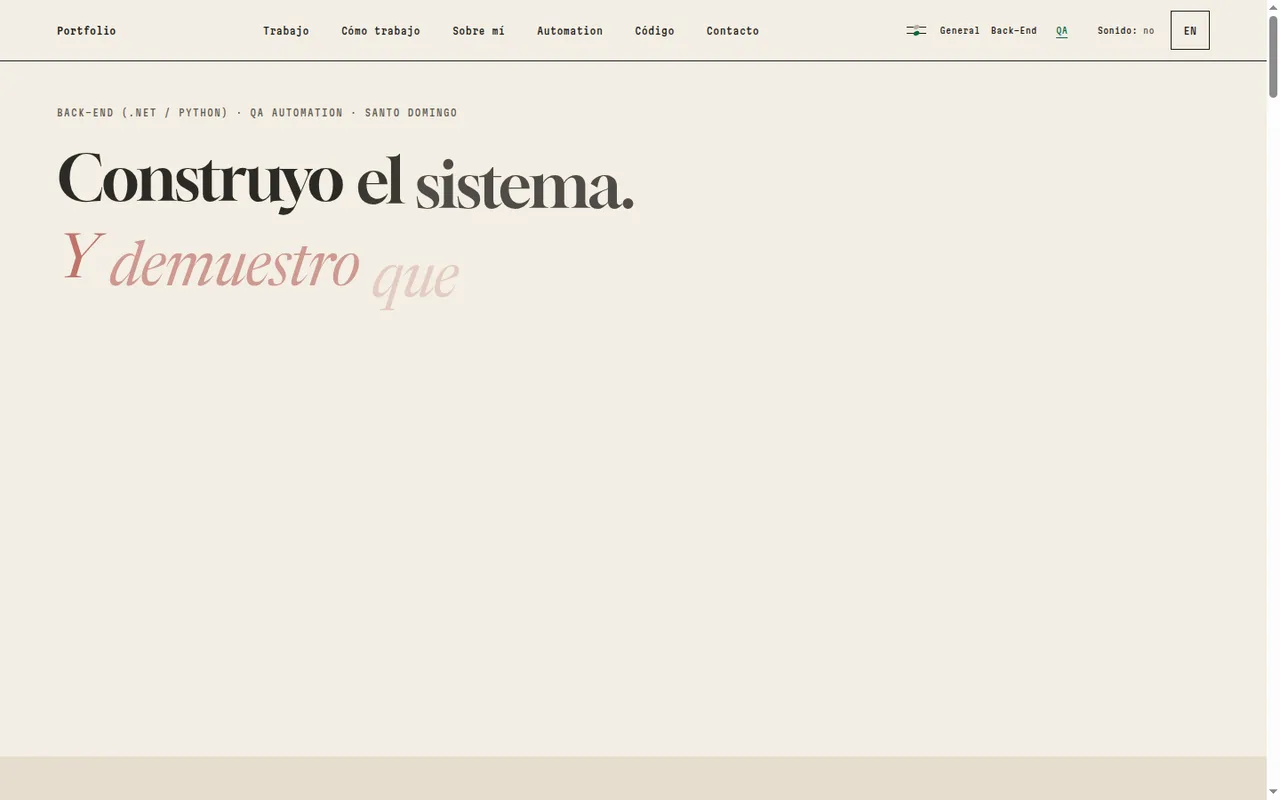 Portfolio
Trabajo
Cómo trabajo
Sobre mí
Automation
Código
Contacto
General
Back-End
QA
Sonido: no
EN
BACK-END (.NET / PYTHON) · QA AUTOMATION · SANTO DOMINGO
Construyo el sistema.
Y demuestro que